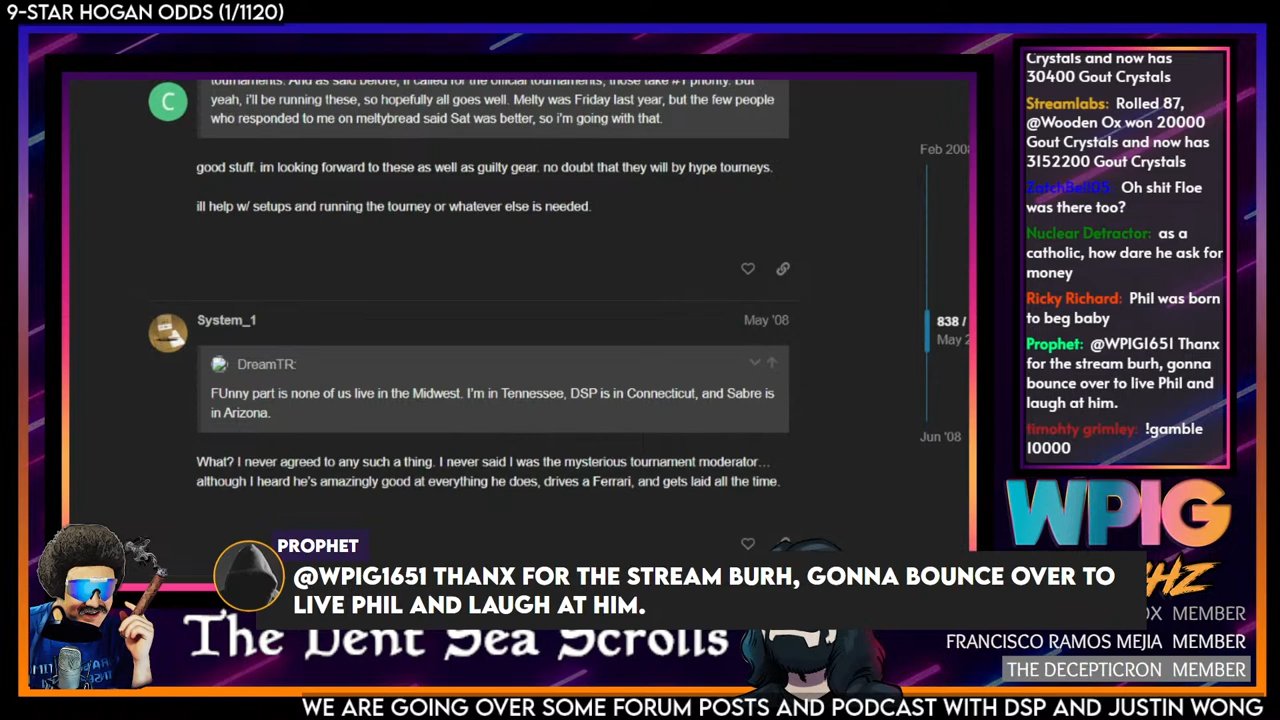 9-STAR HOGAN ODDS (1/1120)
tournaments. And as said before, if called for the official tournaments, those take #1 priority. But
yeah, i'll be running these, so hopefully all goes well. Melty was Friday last year, but the few people
who responded to me on meltybread said Sat was better, so i'm going with that.
C
good stuff. im looking forward to these as well as guilty gear. no doubt that they will by hype tourneys.
ill help w/ setups and running the tourney or whatever else is needed.
System_1
May '08
DreamTR:
FUnny part is none of us live in the Midwest. I'm in Tennessee, DSP is in Connecticut, and Sabre is
in Arizona.
What? I never agreed to any such a thing. I never said I was the mysterious tournament moderator...
although I heard he's amazingly good at everything he does, drives a Ferrari, and gets laid all the time.
Feb 2008
838 /
May 2
Jun '08
Crystals and now has
30400 Gout Crystals
Streamlabs: Rolled 87,
@Wooden Ox won 20000
Gout Crystals and now has
3152200 Gout Crystals
ZatchBell05: Oh shit Floe
was there too?
Nuclear Detractor: as a
catholic, how dare he ask for
money
Ricky Richard: Phil was born
to beg baby
Prophet: @WPIG1651 Thanx
for the stream burh, gonna
bounce over to live Phil and
laugh at him.
timohty grimley: !gamble
10000
WPIG
HZ
PROPHET
@WPIG1651 THANX FOR THE STREAM BURH, GONNA BOUNCE OVER TO
LIVE PHIL AND LAUGH AT HIM.
The Dent Sea Scrolls
OX MEMBER
FRANCISCO RAMOS MEJIA MEMBER
THE DECEPTICRON MEMBER
WE ARE GOING OVER SOME FORUM POSTS AND PODCAST WITH DSP AND JUSTIN WONG